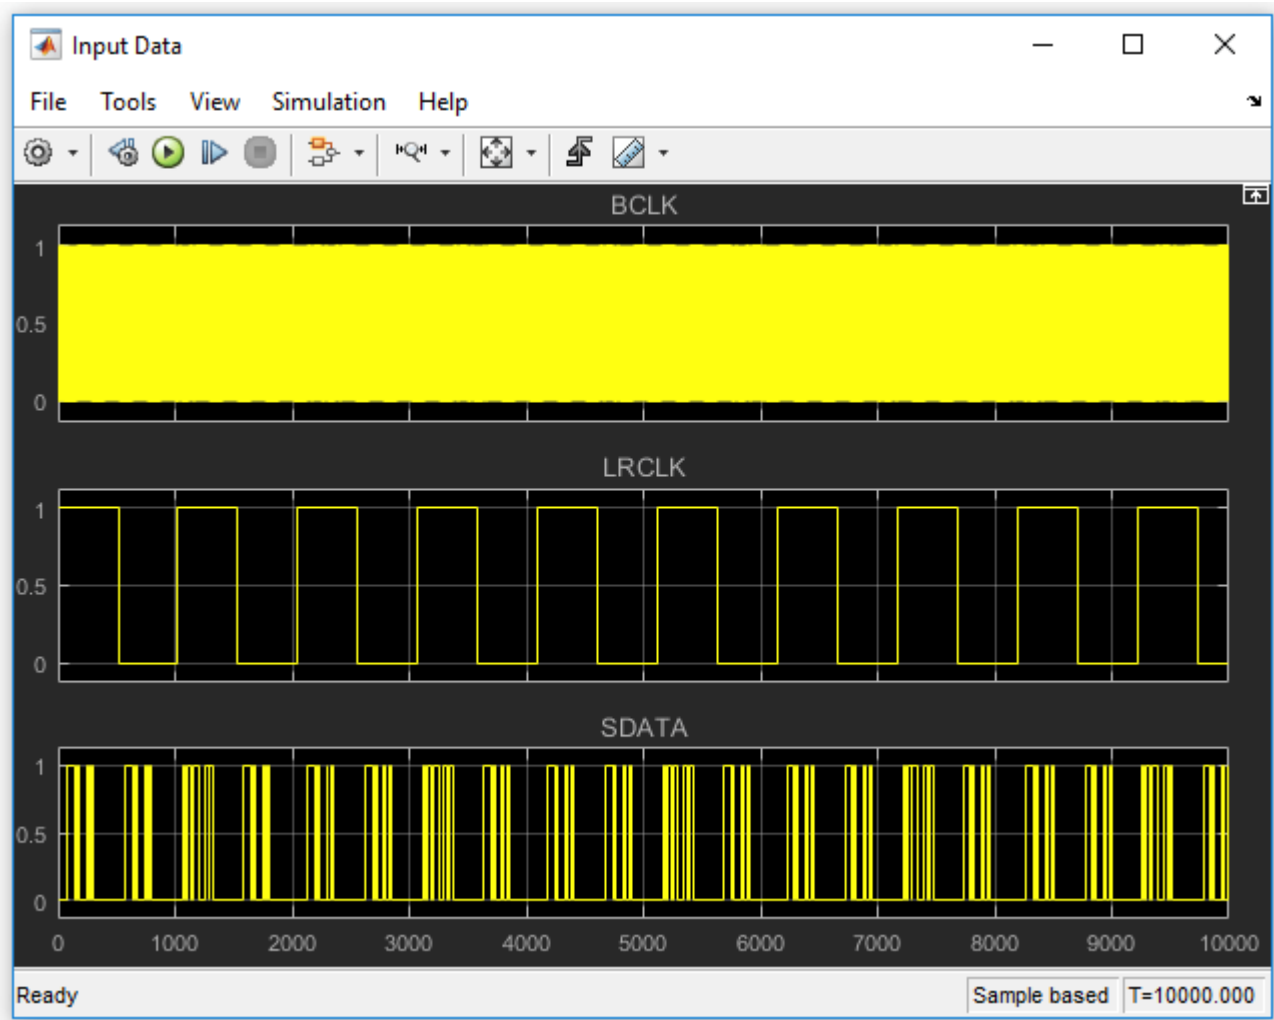 Input Data
File Tools View Simulation Help
BCLK
1
0.5
0
LRCLK
1
0.5
0
SDATA
1
0.5
0
0 1000 2000 3000 4000 5000 6000 7000 8000 9000 10000
Ready Sample based T=10000.000